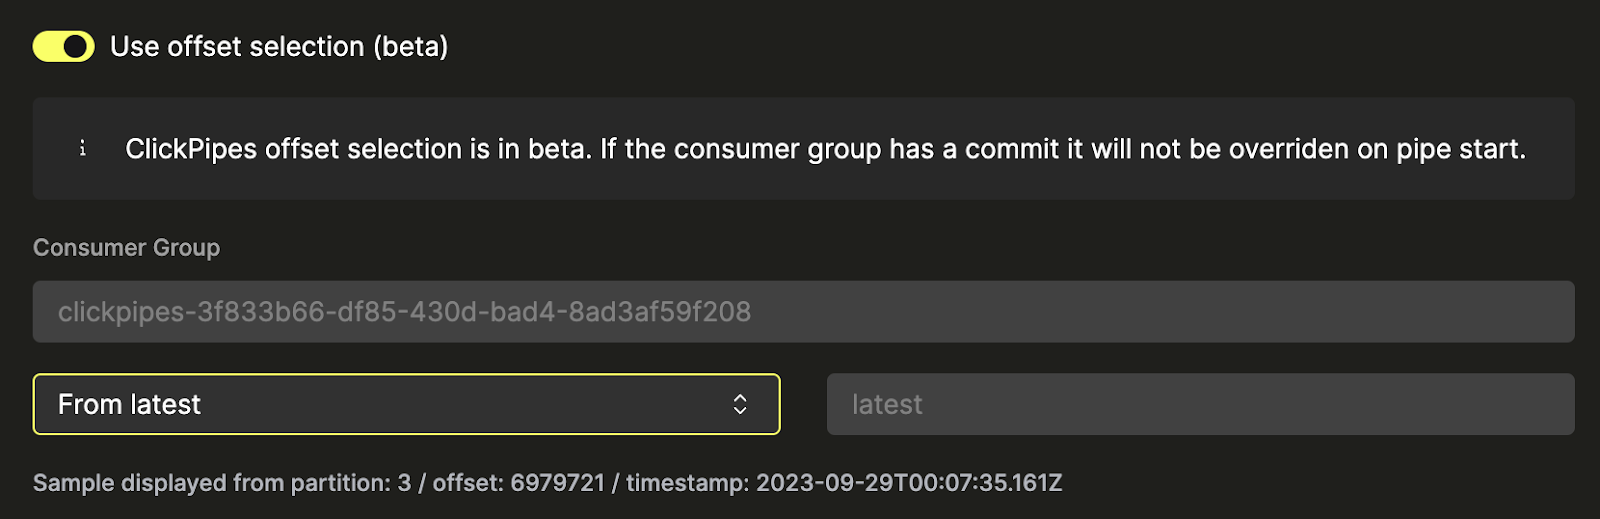 Use offset selection (beta)
ClickPipes offset selection is in beta. If the consumer group has a commit it will not be overriden on pipe start.
Consumer Group
clickpipes-3f833b66-df85-430d-bad4-8ad3af59f208
From latest
latest
Sample displayed from partition: 3 / offset: 6979721 / timestamp: 2023-09-29T00:07:35.161Z